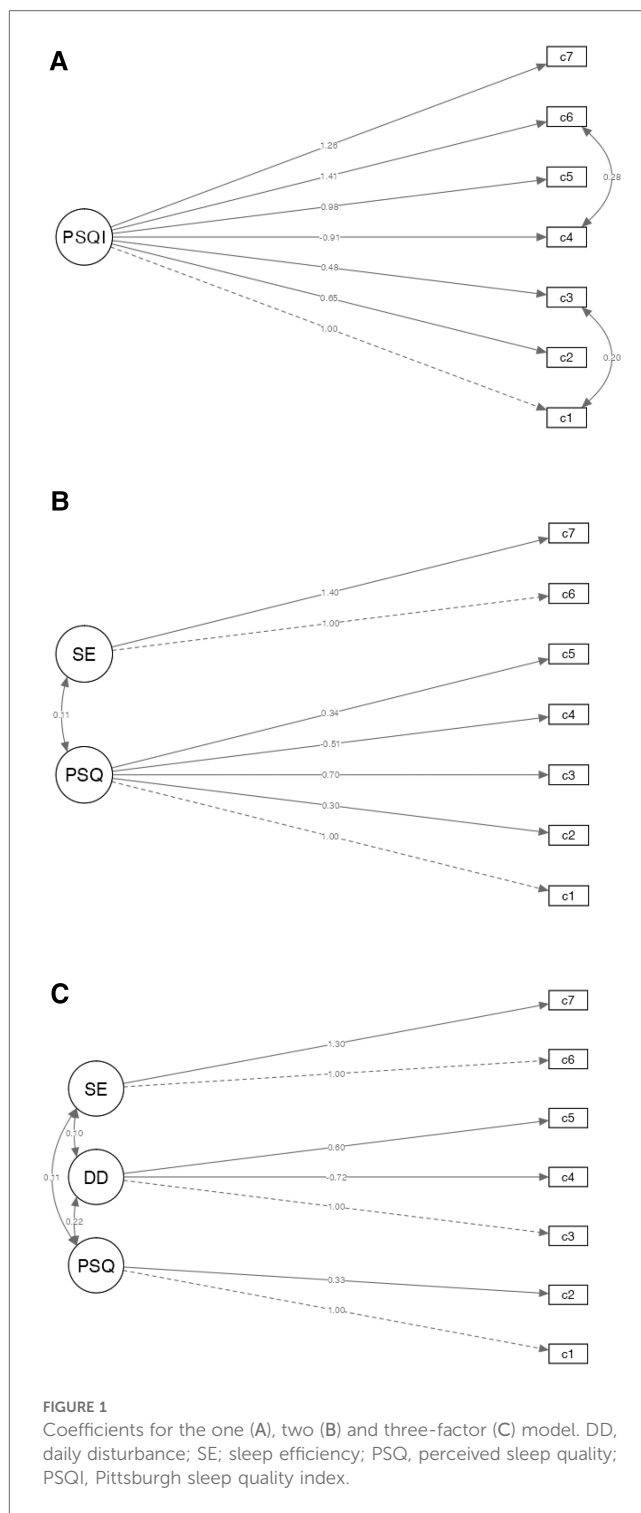 A
c7
c6
1.26
1.41
c5
0.28
0.98
PSQI
-0.91
c4
0.48
c3
0.65
1.00
c2
0.20
c1
B
c7
1.40
c6
1.00
SE
c5
0.11
0.34
c4
-0.51
PSQ
0.70
c3
0.30
1.00
c2
c1
C
c7
1.30
c6
SE
1.00
c5
0.10
0.60
0.11
DD
-0.72
c4
1.00
0.22
c3
PSQ
0.33
c2
1.00
c1
FIGURE 1
Coefficients for the one (A), two (B) and three-factor (C) model. DD,
daily disturbance; SE; sleep efficiency; PSQ, perceived sleep quality;
PSQI, Pittsburgh sleep quality index.